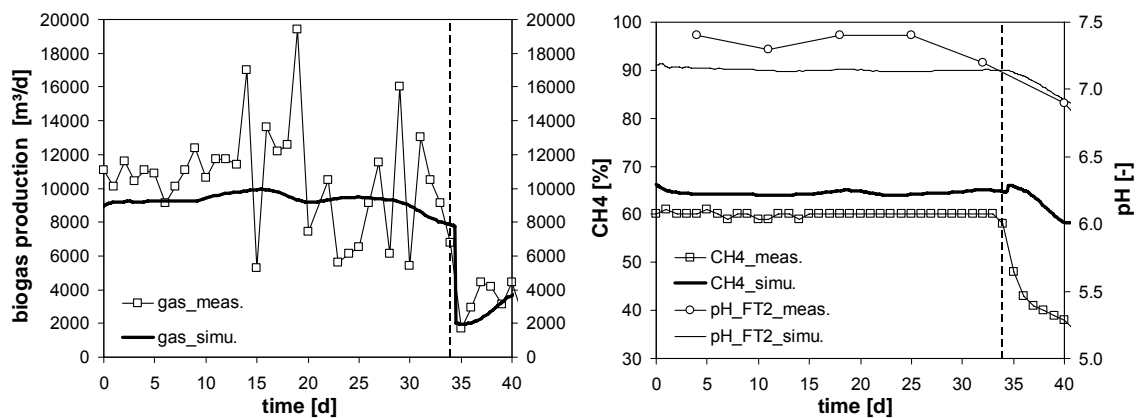 biogas production [m³/d]
20000
18000
16000
14000
12000
10000
8000
6000
4000
2000
0
gas_meas.
gas_simu.
20000
18000
16000
14000
12000
10000
8000
6000
4000
2000
0
0 5 10 15 20 25 30 35 40
time [d]
CH4 [%]
100
90
80
70
60
50
40
30
CH4_meas.
CH4_simu.
pH_FT2_meas.
pH_FT2_simu.
7.5
7.0
6.5
6.0
5.5
5.0
pH [-]
0 5 10 15 20 25 30 35 40
time [d]